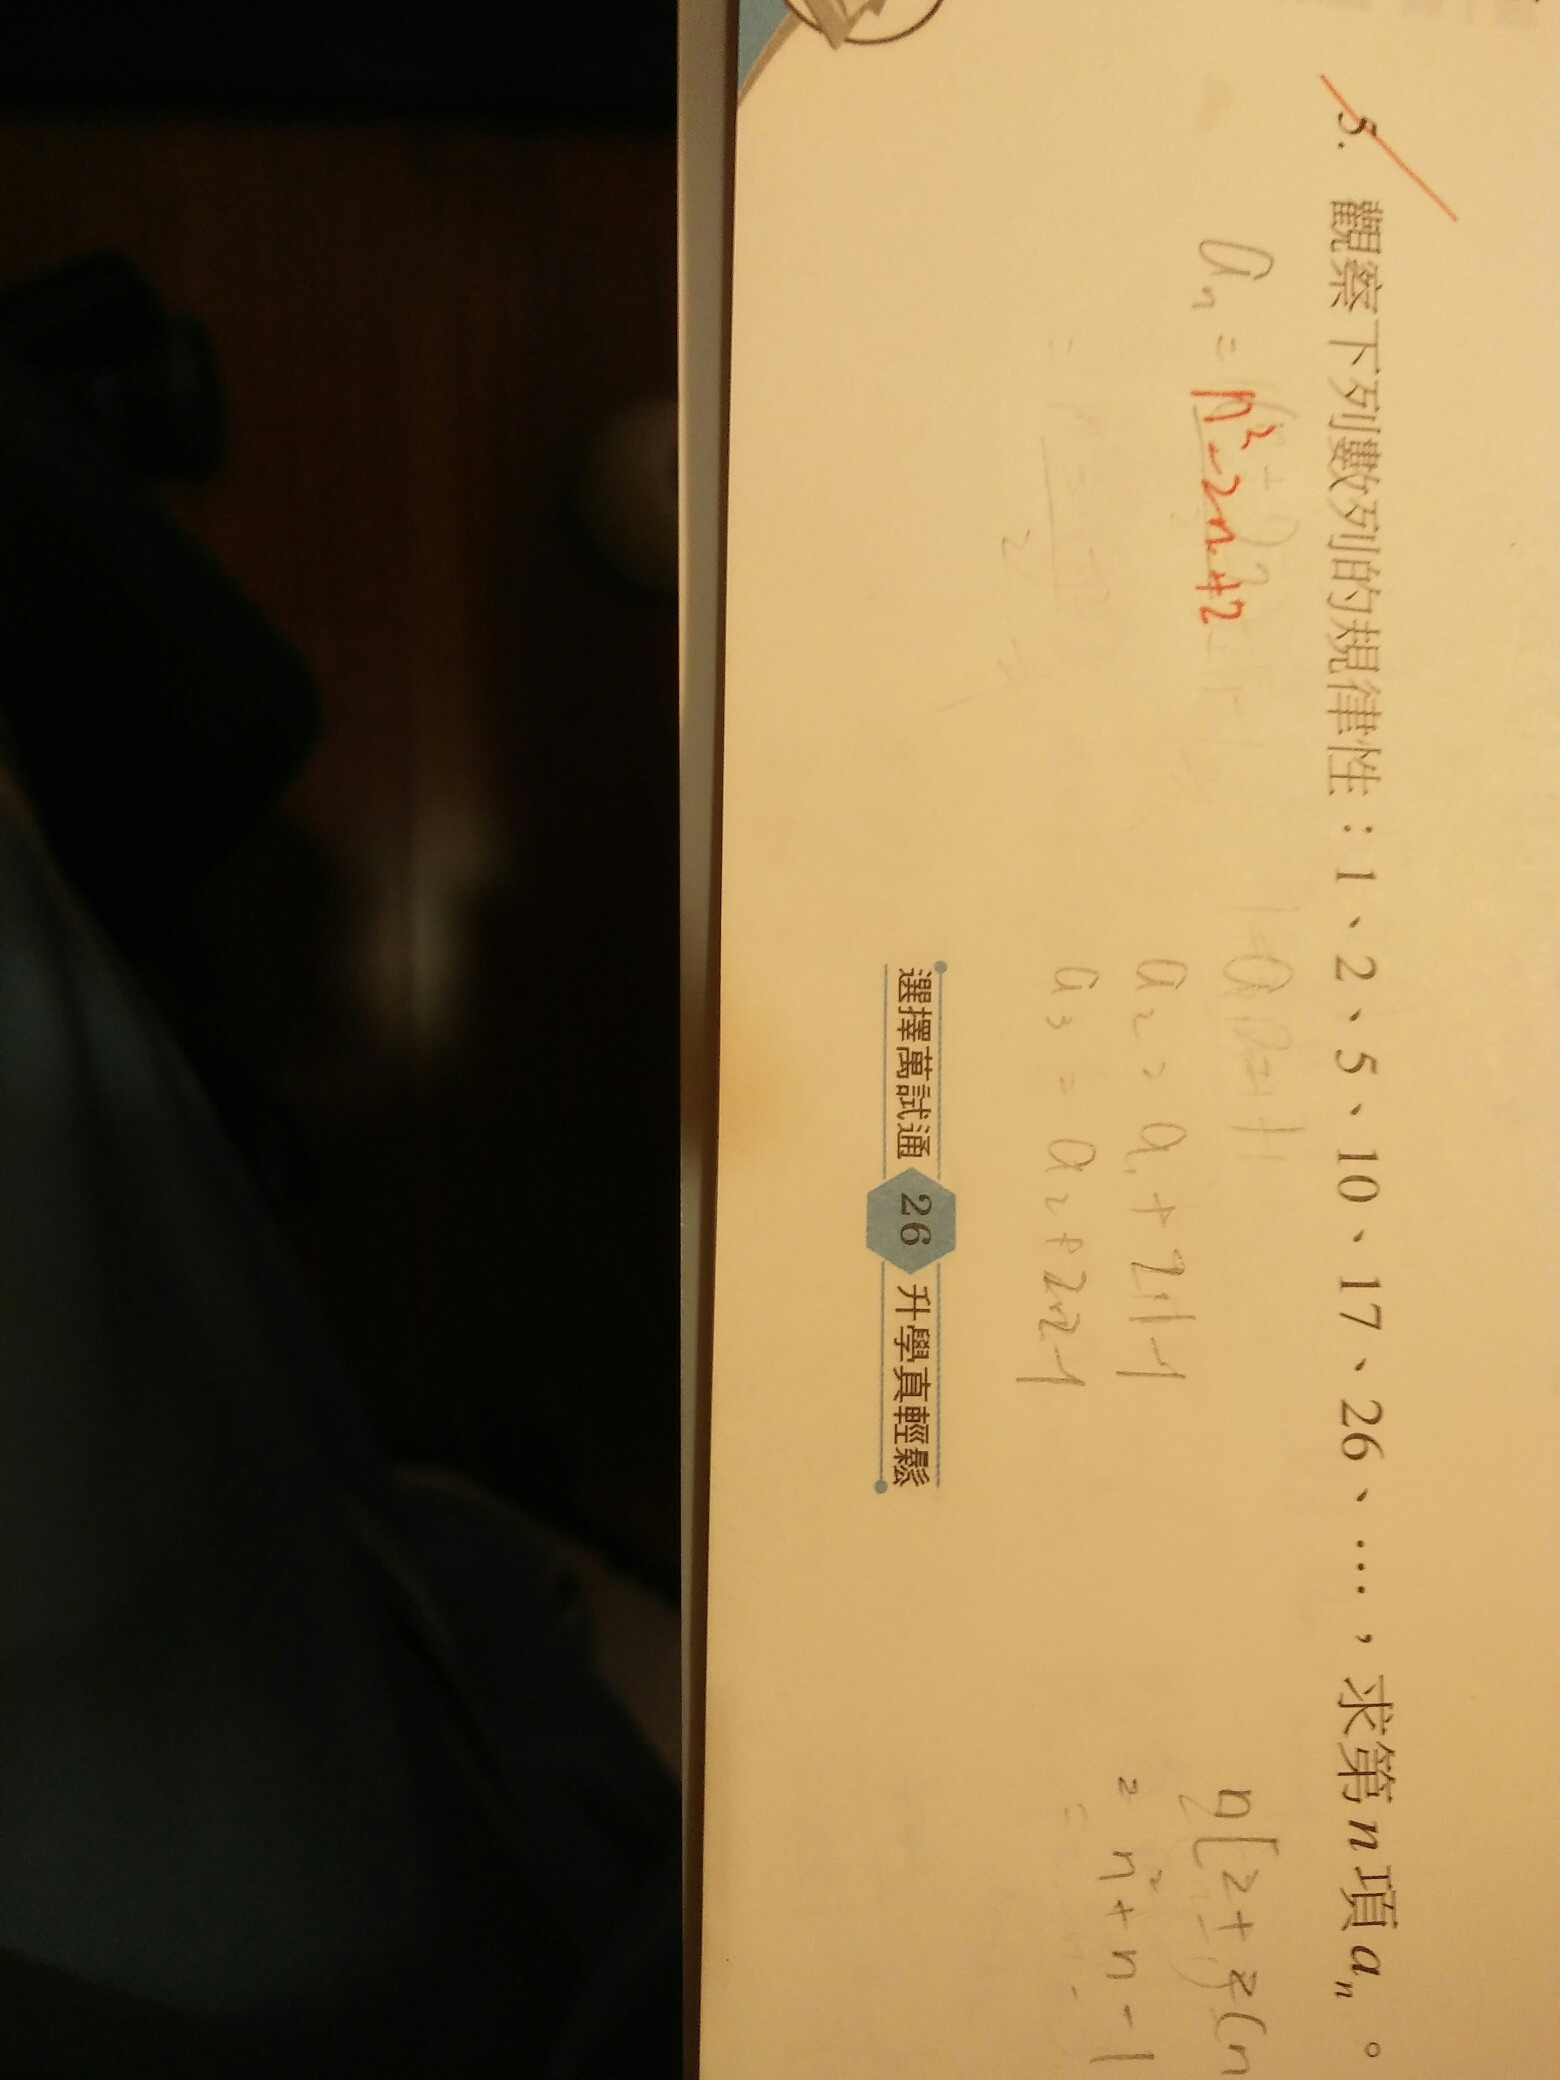 5. 觀察下列數列的規律性:1、2、5、10、17、26、…,求第n項aₙ。
aₙ = n²-2n+2
a₂ = a₁ + 2×1-1
a₃ = a₂ + 2×2-1
n[2+2(n
= n²+n-1
選擇萬試通 26 升學真輕鬆